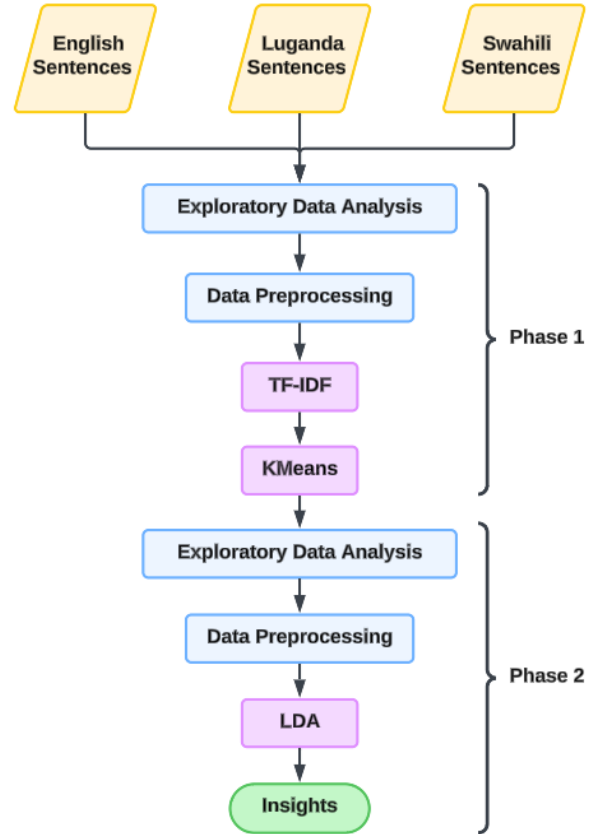 English
Sentences
Luganda
Sentences
Swahili
Sentences
Exploratory Data Analysis
Data Preprocessing
TF-IDF
KMeans
Phase 1
Exploratory Data Analysis
Data Preprocessing
LDA
Insights
Phase 2